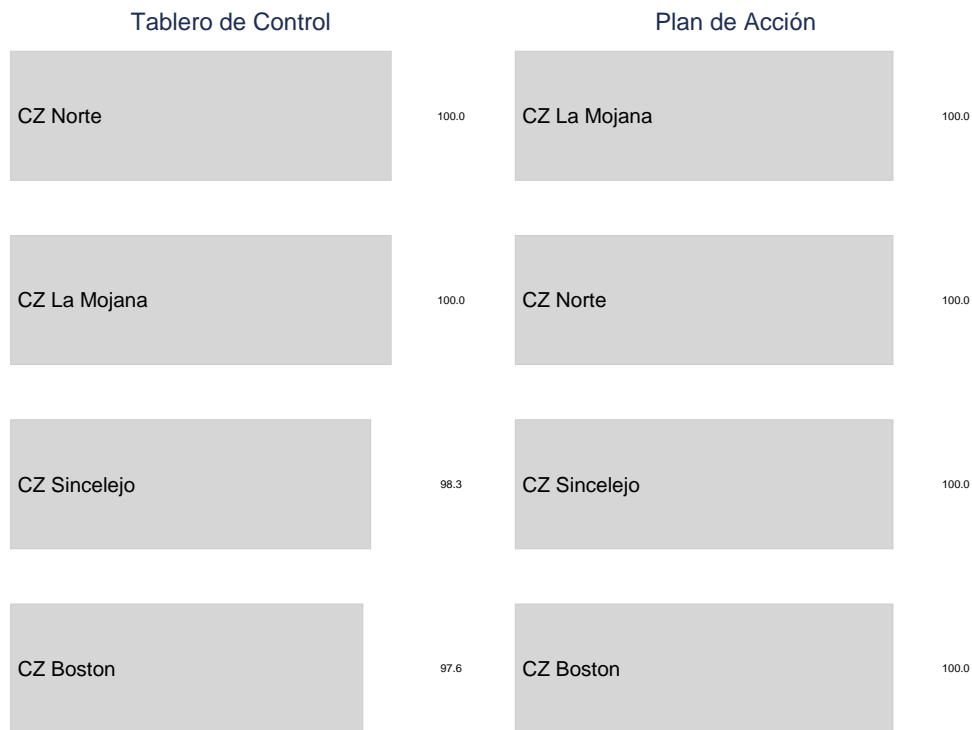 Tablero de Control
CZ Norte 100.0
CZ La Mojana 100.0
CZ Sincelejo 98.3
CZ Boston 97.6
Plan de Acción
CZ La Mojana 100.0
CZ Norte 100.0
CZ Sincelejo 100.0
CZ Boston 100.0